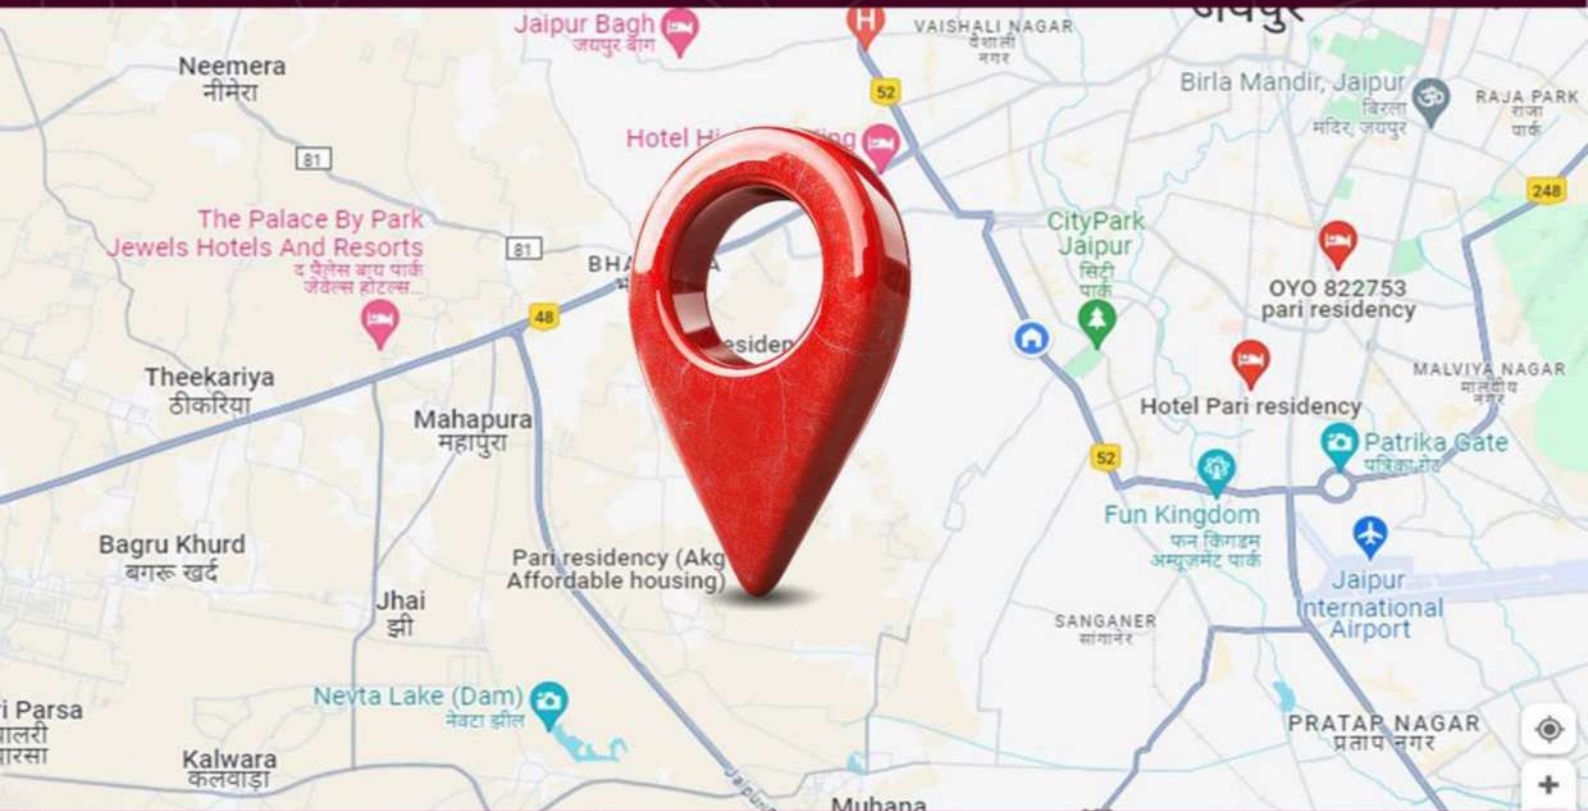 जयपुर
Jaipur Bagh
जयपुर बाग
VAISHALI NAGAR
वैशाली
नगर
Neemera
नीमेरा
52
Birla Mandir, Jaipur
बिरला
मंदिर, जयपुर
RAJA PARK
राजा
पार्क
Hotel
81
248
The Palace By Park
Jewels Hotels And Resorts
द पैलेस बाय पार्क
जेवेल्स होटल्स...
81
CityPark
Jaipur
सिटी
पार्क
OYO 822753
pari residency
48
Theekariya
ठीकरिया
MALVIYA NAGAR
मालवीय
नगर
Mahapura
महापुरा
Hotel Pari residency
Patrika Gate
पत्रिका गेट
52
Fun Kingdom
फन किंगडम
अम्यूजमेंट पार्क
Bagru Khurd
बगरू खुर्द
Pari residency (Akg
Affordable housing)
Jaipur
International
Airport
Jhai
झी
SANGANER
सांगानेर
Nevta Lake (Dam)
नेवटा झील
Parsa
PRATAP NAGAR
प्रताप नगर
Kalwara
कलवाड़ा
Muhana